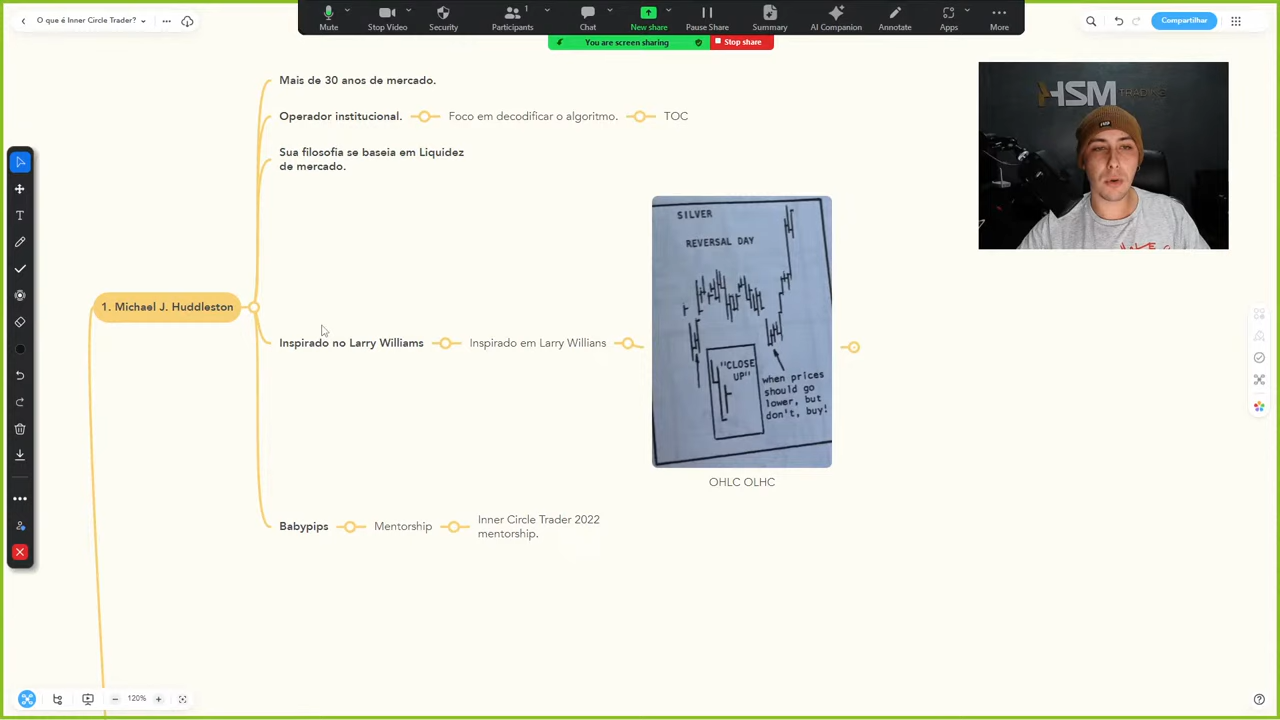 O que é Inner Circle Trader?
Mute
Stop Video
Security
Participants
1
Chat
New share
Pause Share
Summary
AI Companion
Annotate
Apps
More
You are screen sharing
Stop share
Compartilhar
HSM TRADING
Mais de 30 anos de mercado.
Operador institucional.
Foco em decodificar o algoritmo.
TOC
Sua filosofia se baseia em Liquidez
de mercado.
1. Michael J. Huddleston
Inspirado no Larry Williams
Inspirado em Larry Willians
SILVER
REVERSAL DAY
"CLOSE
UP"
when prices
should go
lower, but
don't, buy!
OHLC OLHC
Babypips
Mentorship
Inner Circle Trader 2022
mentorship.
120%